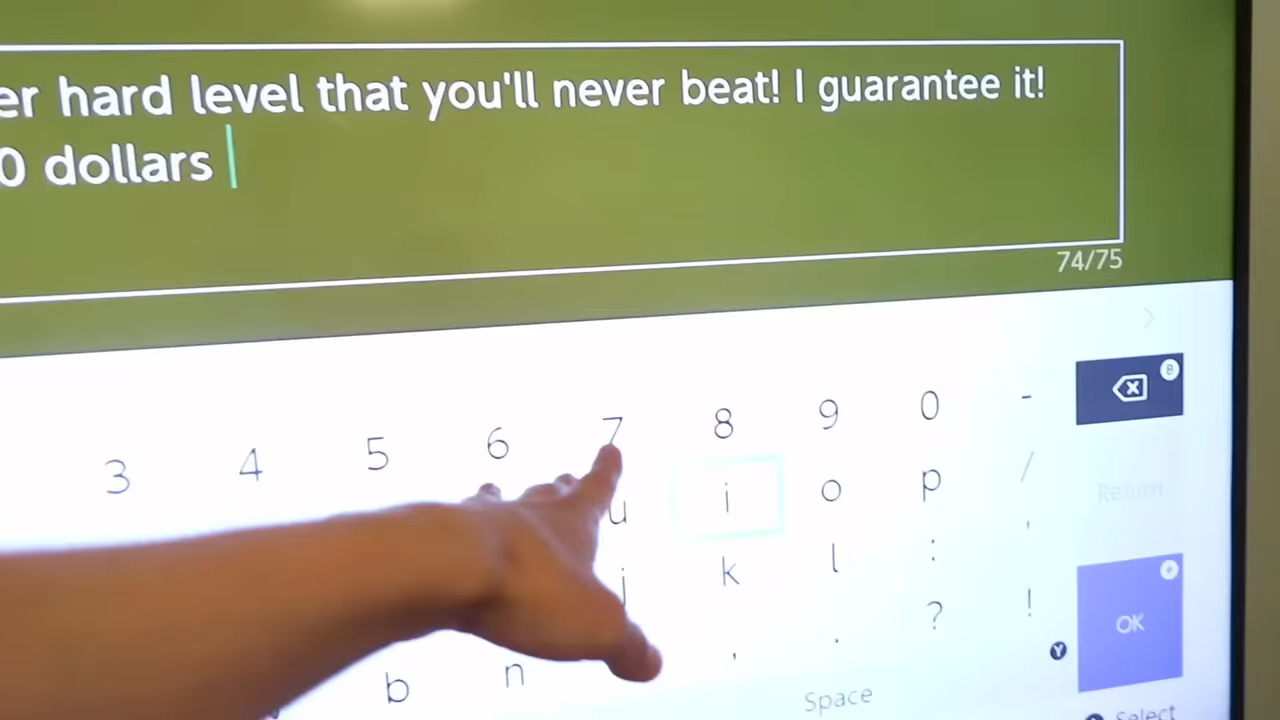 er hard level that you'll never beat! I guarantee it!
0 dollars
74/75
3 4 5 6 7 8 9 0 -
u i o p /
Return
j k l : '
b n , . ? !
OK
Y
Space
Select
B